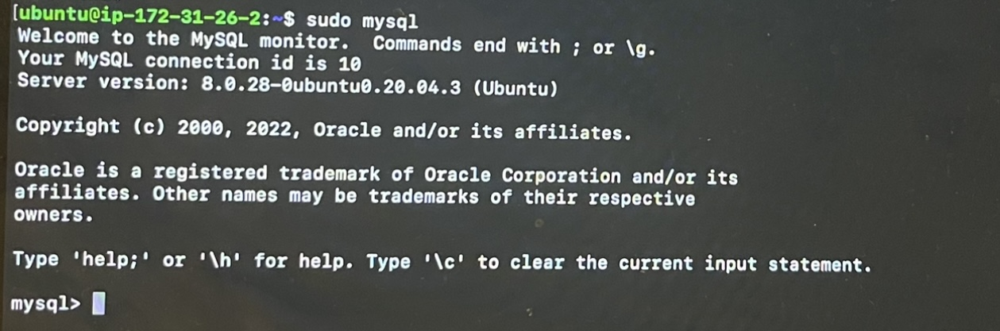 [ubuntu@ip-172-31-26-2:~$ sudo mysql
Welcome to the MySQL monitor.  Commands end with ; or \g.
Your MySQL connection id is 10
Server version: 8.0.28-0ubuntu0.20.04.3 (Ubuntu)
Copyright (c) 2000, 2022, Oracle and/or its affiliates.
Oracle is a registered trademark of Oracle Corporation and/or its
affiliates. Other names may be trademarks of their respective
owners.
Type 'help;' or '\h' for help. Type '\c' to clear the current input statement.
mysql>